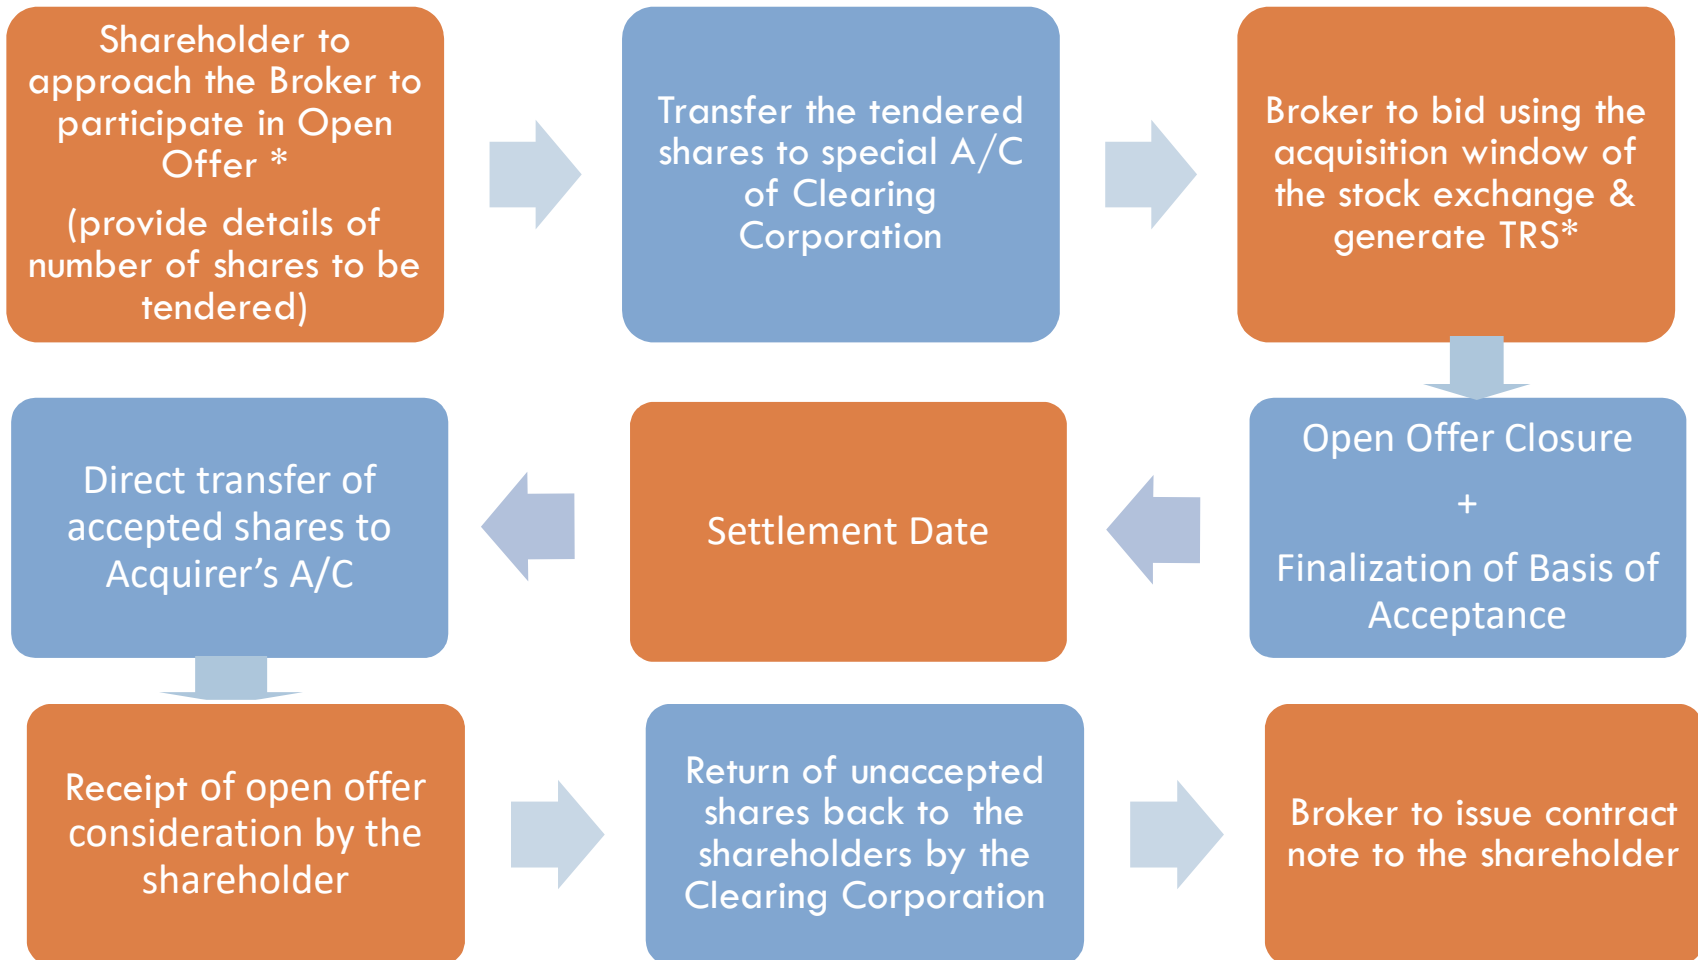 Shareholder to
approach the Broker to
participate in Open
Offer *
(provide details of
number of shares to be
tendered)
Transfer the tendered
shares to special A/C
of Clearing
Corporation
Broker to bid using the
acquisition window of
the stock exchange &
generate TRS*
Open Offer Closure
+
Finalization of Basis of
Acceptance
Settlement Date
Direct transfer of
accepted shares to
Acquirer’s A/C
Receipt of open offer
consideration by the
shareholder
Return of unaccepted
shares back to the
shareholders by the
Clearing Corporation
Broker to issue contract
note to the shareholder